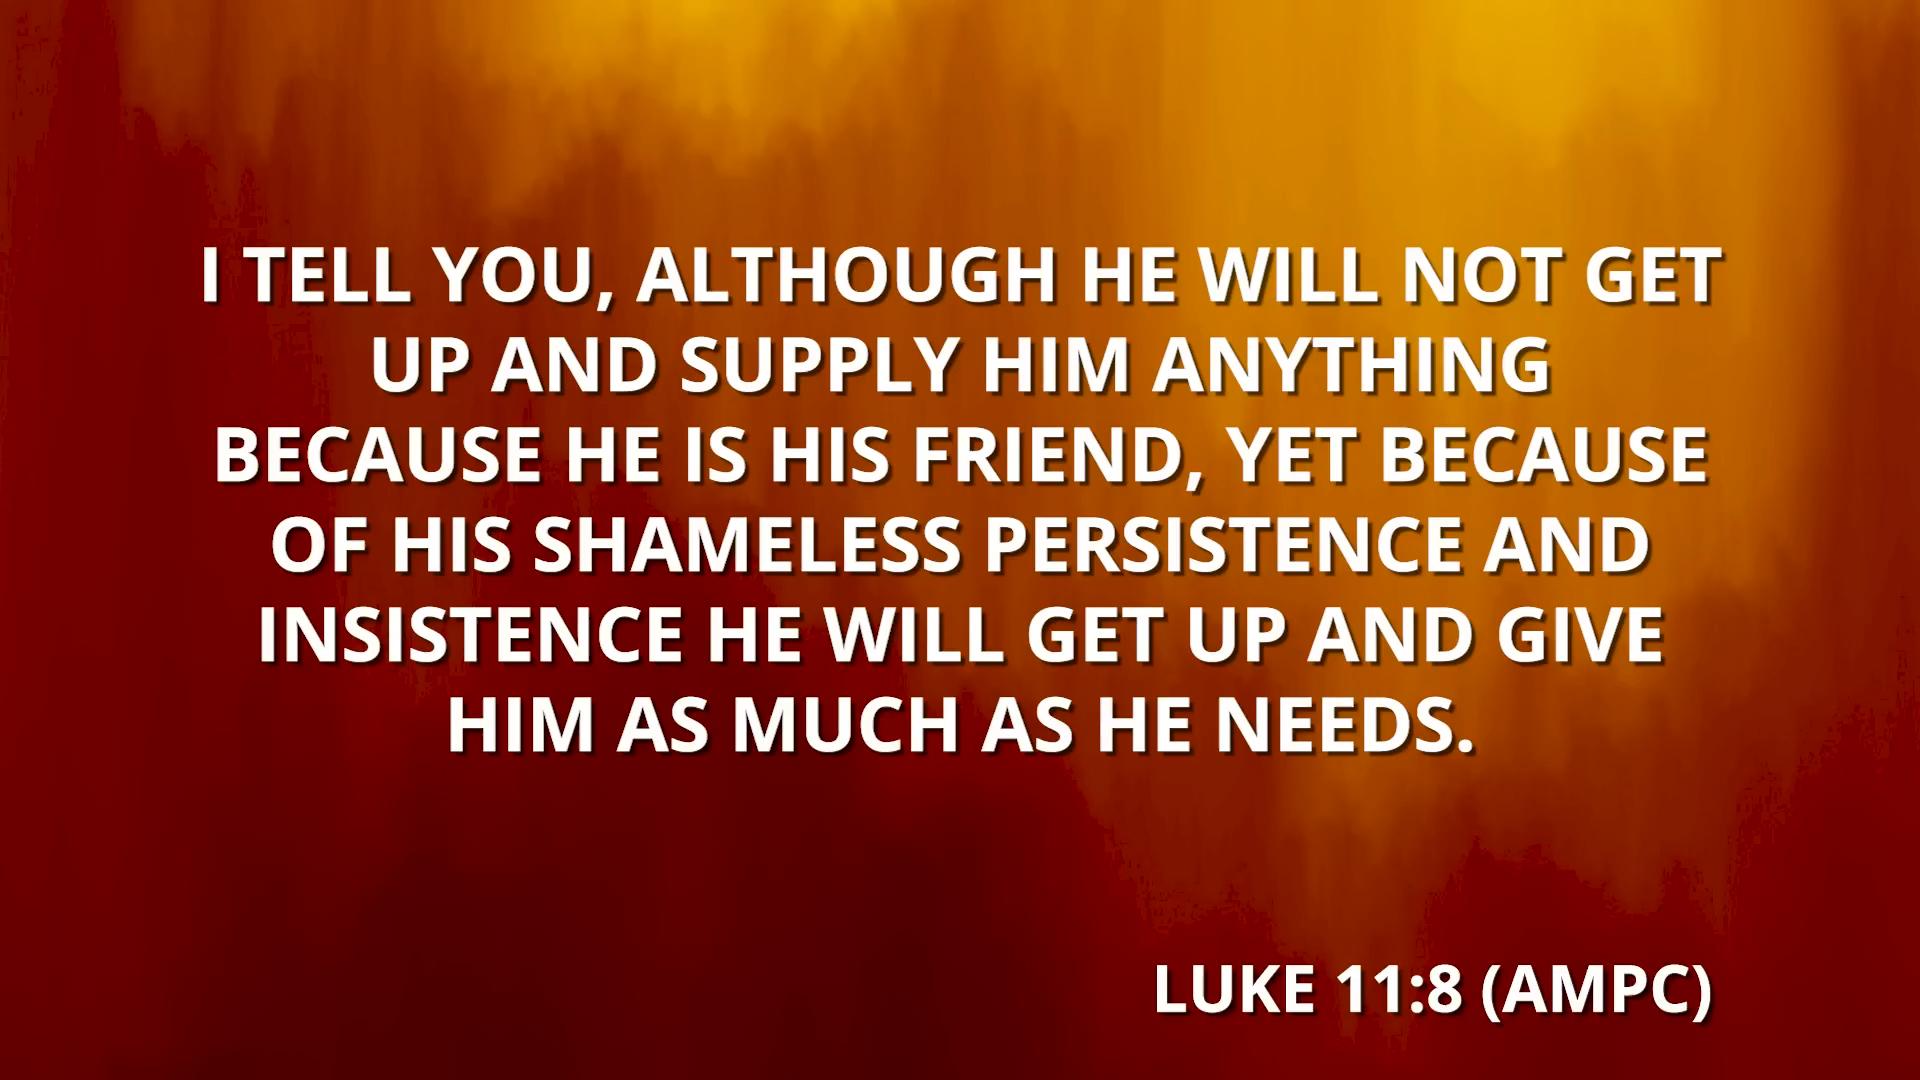 I TELL YOU, ALTHOUGH HE WILL NOT GET
UP AND SUPPLY HIM ANYTHING
BECAUSE HE IS HIS FRIEND, YET BECAUSE
OF HIS SHAMELESS PERSISTENCE AND
INSISTENCE HE WILL GET UP AND GIVE
HIM AS MUCH AS HE NEEDS.
LUKE 11:8 (AMPC)